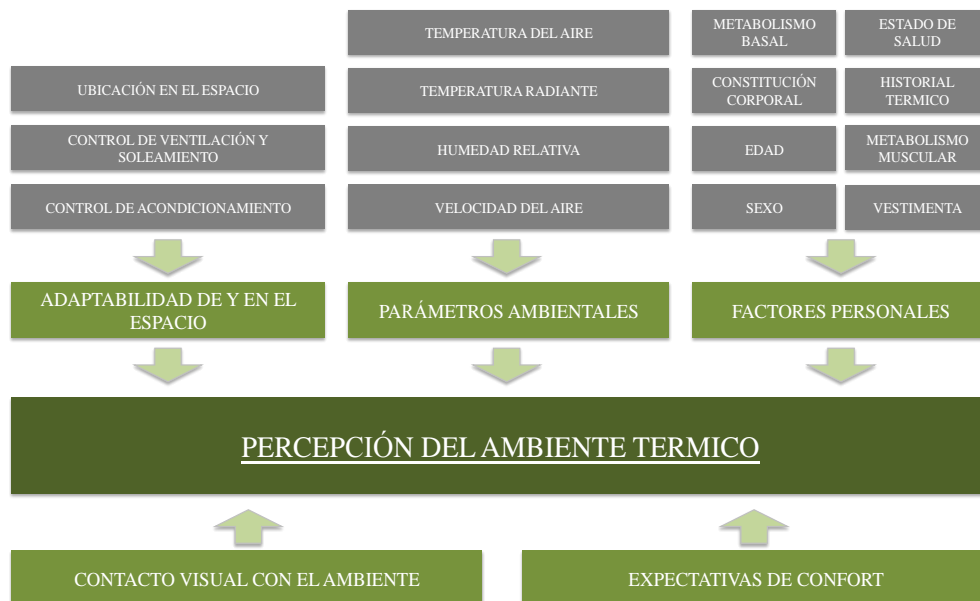 TEMPERATURA DEL AIRE
METABOLISMO
BASAL
ESTADO DE
SALUD
UBICACIÓN EN EL ESPACIO
TEMPERATURA RADIANTE
CONSTITUCIÓN
CORPORAL
HISTORIAL
TERMICO
CONTROL DE VENTILACIÓN Y
SOLEAMIENTO
HUMEDAD RELATIVA
EDAD
METABOLISMO
MUSCULAR
CONTROL DE ACONDICIONAMIENTO
VELOCIDAD DEL AIRE
SEXO
VESTIMENTA
ADAPTABILIDAD DE Y EN EL
ESPACIO
PARÁMETROS AMBIENTALES
FACTORES PERSONALES
PERCEPCIÓN DEL AMBIENTE TERMICO
CONTACTO VISUAL CON EL AMBIENTE
EXPECTATIVAS DE CONFORT